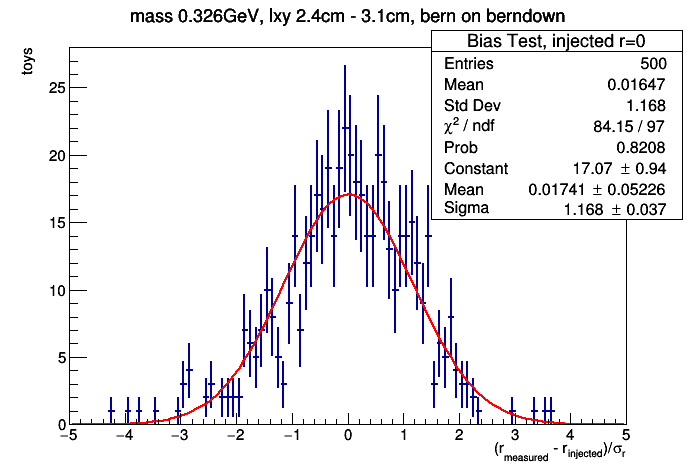 mass 0.326GeV, lxy 2.4cm - 3.1cm, bern on berndown
toys
Bias Test, injected r=0
Entries 500
Mean 0.01647
Std Dev 1.168
χ² / ndf 84.15 / 97
Prob 0.8208
Constant 17.07 ± 0.94
Mean 0.01741 ± 0.05226
Sigma 1.168 ± 0.037
25
20
15
10
5
0
−5 −4 −3 −2 −1 0 1 2 3 4 5
(r_measured - r_injected)/σ_r